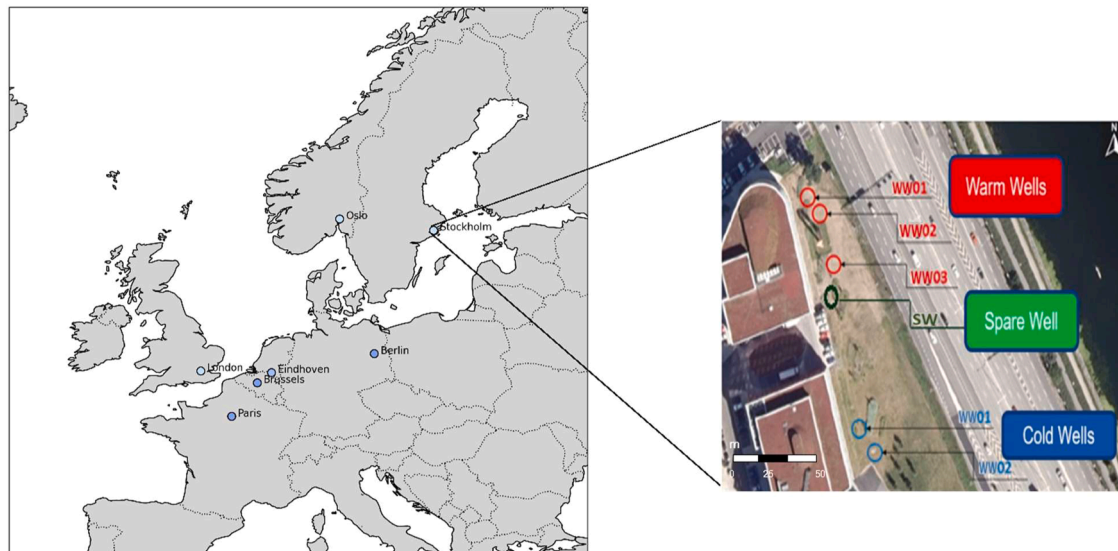 Oslo
Stockholm
Berlin
London
Eindhoven
Brussels
Paris
N
WW01
Warm Wells
WW02
WW03
SW
Spare Well
WW01
Cold Wells
WW02
m
0 25 50